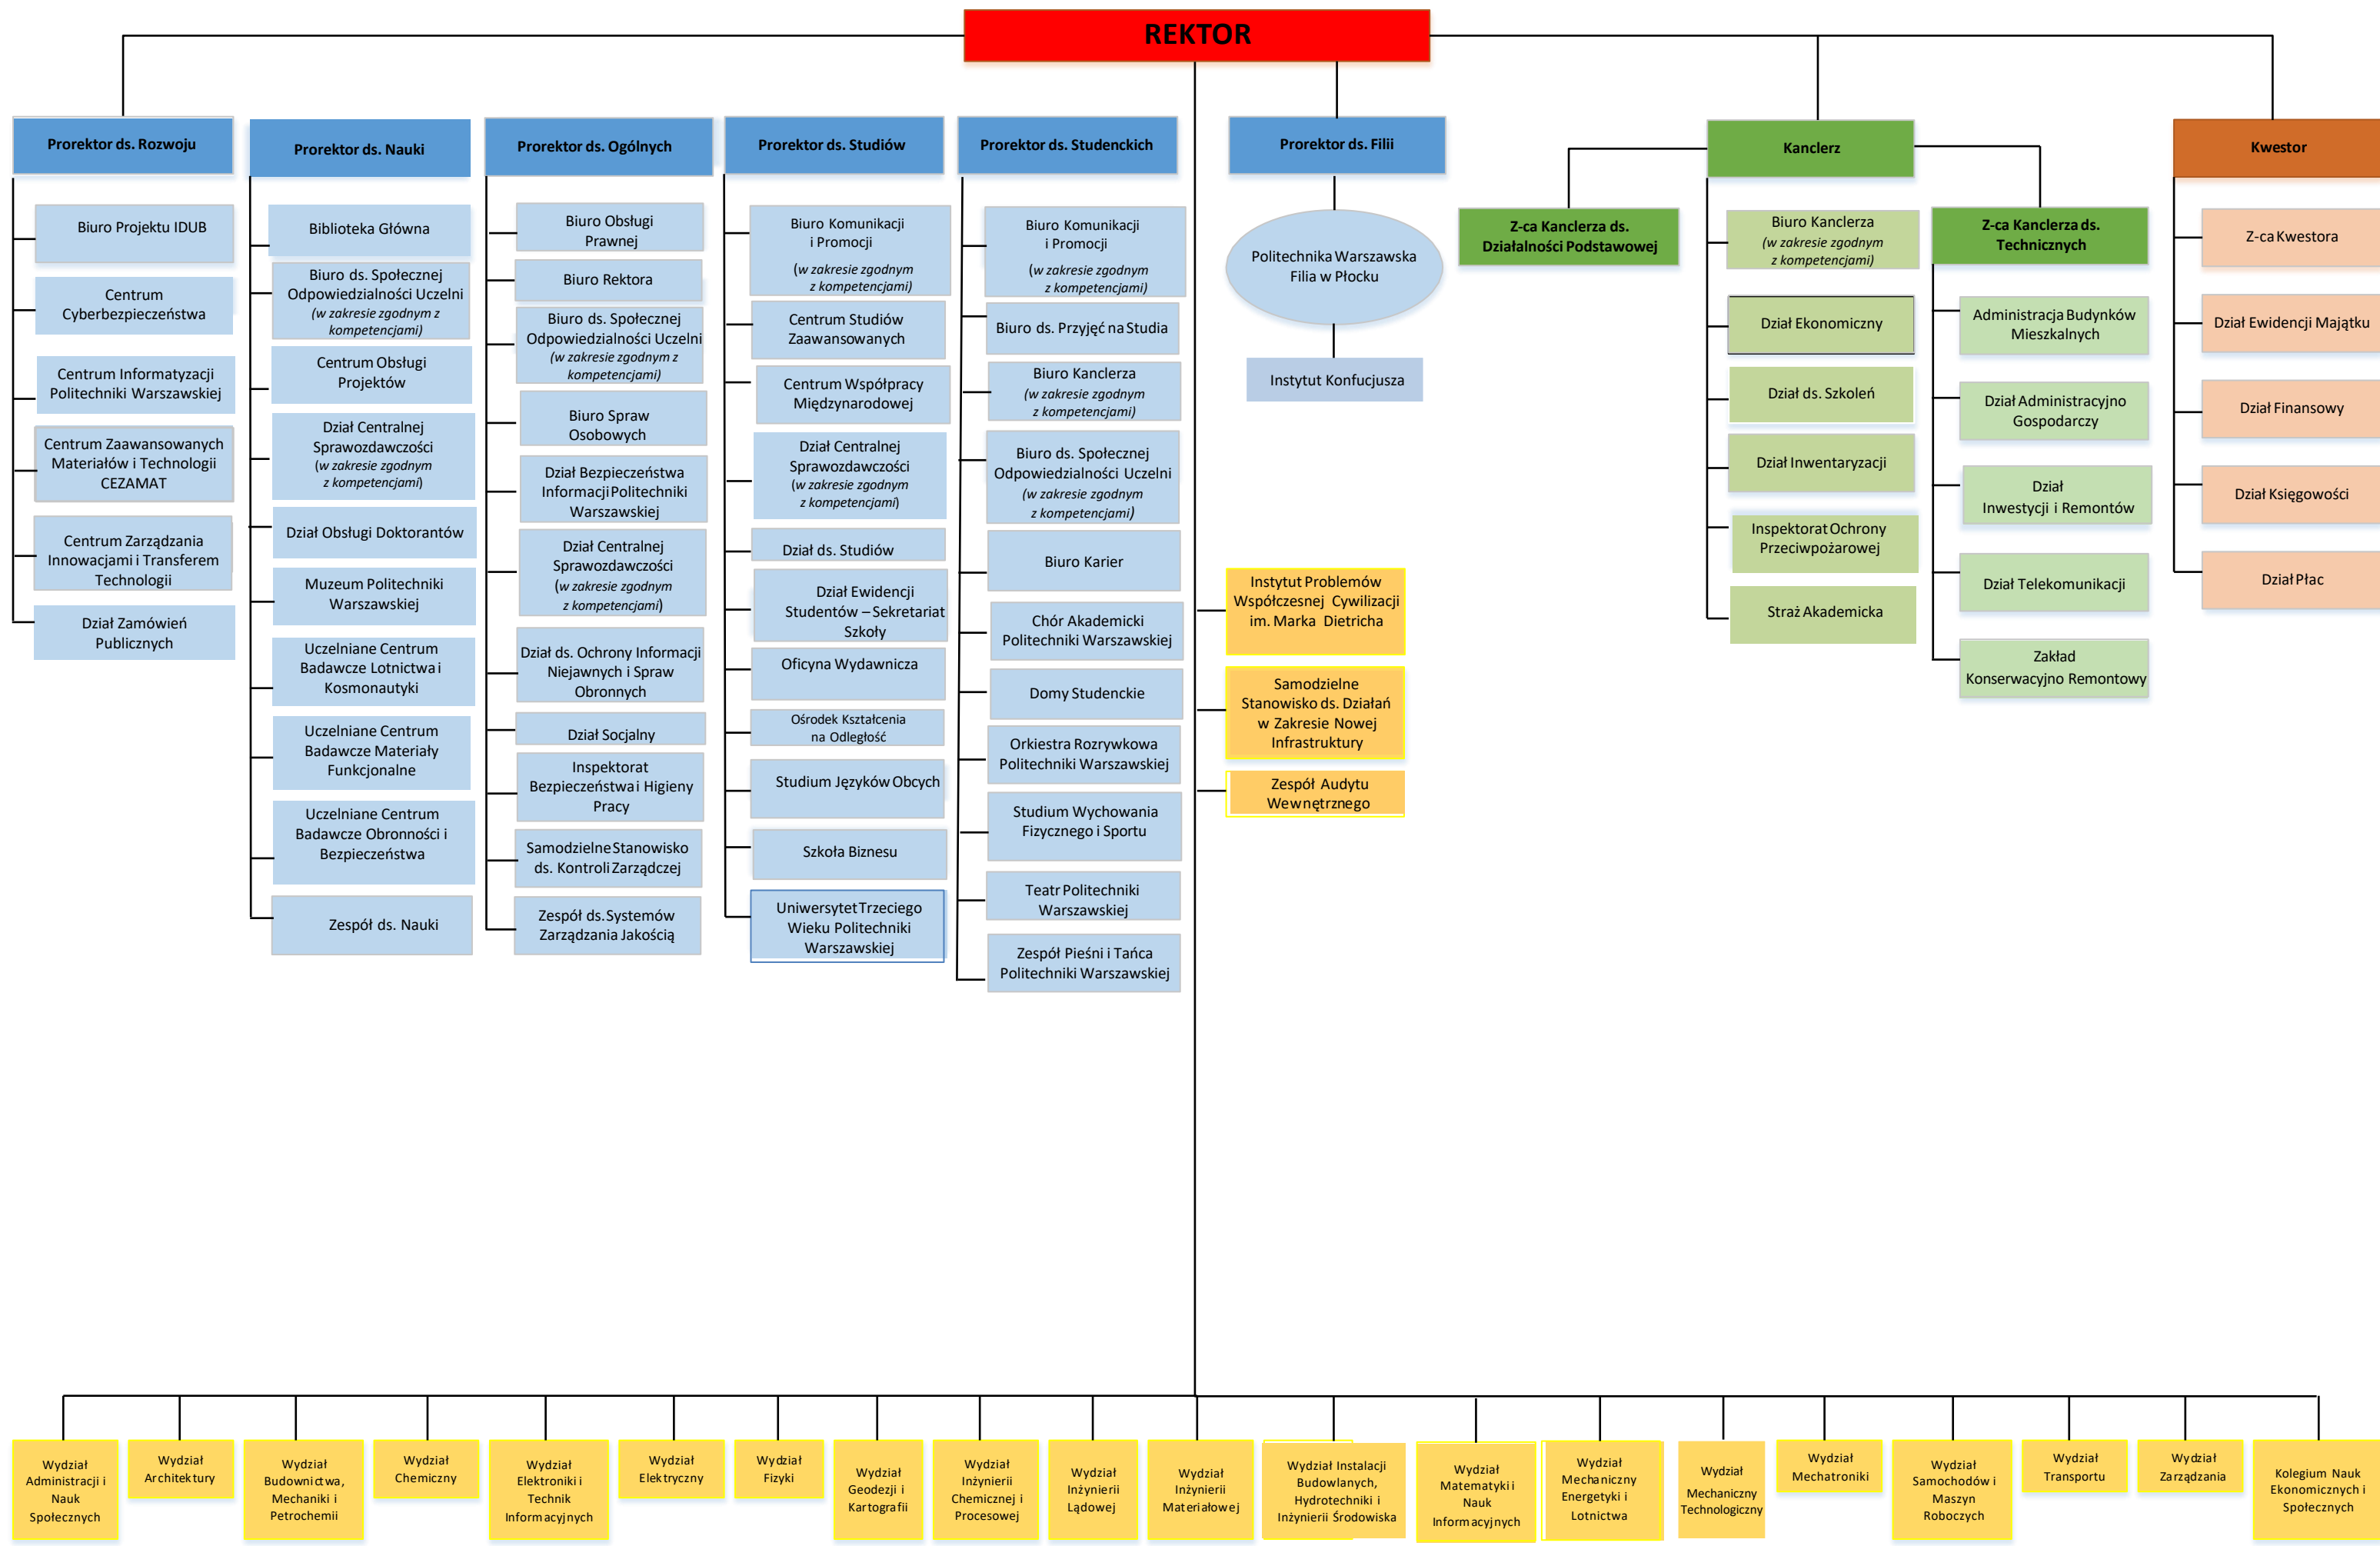 REKTOR
Prorektor ds. Rozwoju
Biuro Projektu IDUB
Centrum
Cyberbezpieczeństwa
Centrum Informatyzacji
Politechniki Warszawskiej
Centrum Zaawansowanych
Materiałów i Technologii
CEZAMAT
Centrum Zarządzania
Innowacjami i Transferem
Technologii
Dział Zamówień
Publicznych
Prorektor ds. Nauki
Biblioteka Główna
Biuro ds. Społecznej
Odpowiedzialności Uczelni
(w zakresie zgodnym z
kompetencjami)
Centrum Obsługi
Projektów
Dział Centralnej
Sprawozdawczości
(w zakresie zgodnym
z kompetencjami)
Dział Obsługi Doktorantów
Muzeum Politechniki
Warszawskiej
Uczelniane Centrum
Badawcze Lotnictwa i
Kosmonautyki
Uczelniane Centrum
Badawcze Materiały
Funkcjonalne
Uczelniane Centrum
Badawcze Obronności i
Bezpieczeństwa
Zespół ds. Nauki
Prorektor ds. Ogólnych
Biuro Obsługi
Prawnej
Biuro Rektora
Biuro ds. Społecznej
Odpowiedzialności Uczelni
(w zakresie zgodnym z
kompetencjami)
Biuro Spraw
Osobowych
Dział Bezpieczeństwa
Informacji Politechniki
Warszawskiej
Dział Centralnej
Sprawozdawczości
(w zakresie zgodnym
z kompetencjami)
Dział ds. Ochrony Informacji
Niejawnych i Spraw
Obronnych
Dział Socjalny
Inspektorat
Bezpieczeństwa i Higieny
Pracy
Samodzielne Stanowisko
ds. Kontroli Zarządczej
Zespół ds. Systemów
Zarządzania Jakością
Prorektor ds. Studiów
Biuro Komunikacji
i Promocji
(w zakresie zgodnym
z kompetencjami)
Centrum Studiów
Zaawansowanych
Centrum Współpracy
Międzynarodowej
Dział Centralnej
Sprawozdawczości
(w zakresie zgodnym
z kompetencjami)
Dział ds. Studiów
Dział Ewidencji
Studentów – Sekretariat
Szkoły
Oficyna Wydawnicza
Ośrodek Kształcenia
na Odległość
Studium Języków Obcych
Szkoła Biznesu
Uniwersytet Trzeciego
Wieku Politechniki
Warszawskiej
Prorektor ds. Studenckich
Biuro Komunikacji
i Promocji
(w zakresie zgodnym
z kompetencjami)
Biuro ds. Przyjęć na Studia
Biuro Kanclerza
(w zakresie zgodnym
z kompetencjami)
Biuro ds. Społecznej
Odpowiedzialności Uczelni
(w zakresie zgodnym
z kompetencjami)
Biuro Karier
Chór Akademicki
Politechniki Warszawskiej
Domy Studenckie
Orkiestra Rozrywkowa
Politechniki Warszawskiej
Studium Wychowania
Fizycznego i Sportu
Teatr Politechniki
Warszawskiej
Zespół Pieśni i Tańca
Politechniki Warszawskiej
Prorektor ds. Filii
Politechnika Warszawska
Filia w Płocku
Instytut Konfucjusza
Instytut Problemów
Współczesnej Cywilizacji
im. Marka Dietricha
Samodzielne
Stanowisko ds. Działań
w Zakresie Nowej
Infrastruktury
Zespół Audytu
Wewnętrznego
Kanclerz
Z-ca Kanclerza ds.
Działalności Podstawowej
Biuro Kanclerza
(w zakresie zgodnym
z kompetencjami)
Dział Ekonomiczny
Dział ds. Szkoleń
Dział Inwentaryzacji
Inspektorat Ochrony
Przeciwpożarowej
Straż Akademicka
Z-ca Kanclerza ds.
Technicznych
Administracja Budynków
Mieszkalnych
Dział Administracyjno
Gospodarczy
Dział
Inwestycji i Remontów
Dział Telekomunikacji
Zakład
Konserwacyjno Remontowy
Kwestor
Z-ca Kwestora
Dział Ewidencji Majątku
Dział Finansowy
Dział Księgowości
Dział Płac
Wydział
Administracji i
Nauk
Społecznych
Wydział
Architektury
Wydział
Budownictwa,
Mechaniki i
Petrochemii
Wydział
Chemiczny
Wydział
Elektroniki i
Technik
Informacyjnych
Wydział
Elektryczny
Wydział
Fizyki
Wydział
Geodezji i
Kartografii
Wydział
Inżynierii
Chemicznej i
Procesowej
Wydział
Inżynierii
Lądowej
Wydział
Inżynierii
Materiałowej
Wydział Instalacji
Budowlanych,
Hydrotechniki i
Inżynierii Środowiska
Wydział
Matematyki i
Nauk
Informacyjnych
Wydział
Mechaniczny
Energetyki i
Lotnictwa
Wydział
Mechaniczny
Technologiczny
Wydział
Mechatroniki
Wydział
Samochodów i
Maszyn
Roboczych
Wydział
Transportu
Wydział
Zarządzania
Kolegium Nauk
Ekonomicznych i
Społecznych